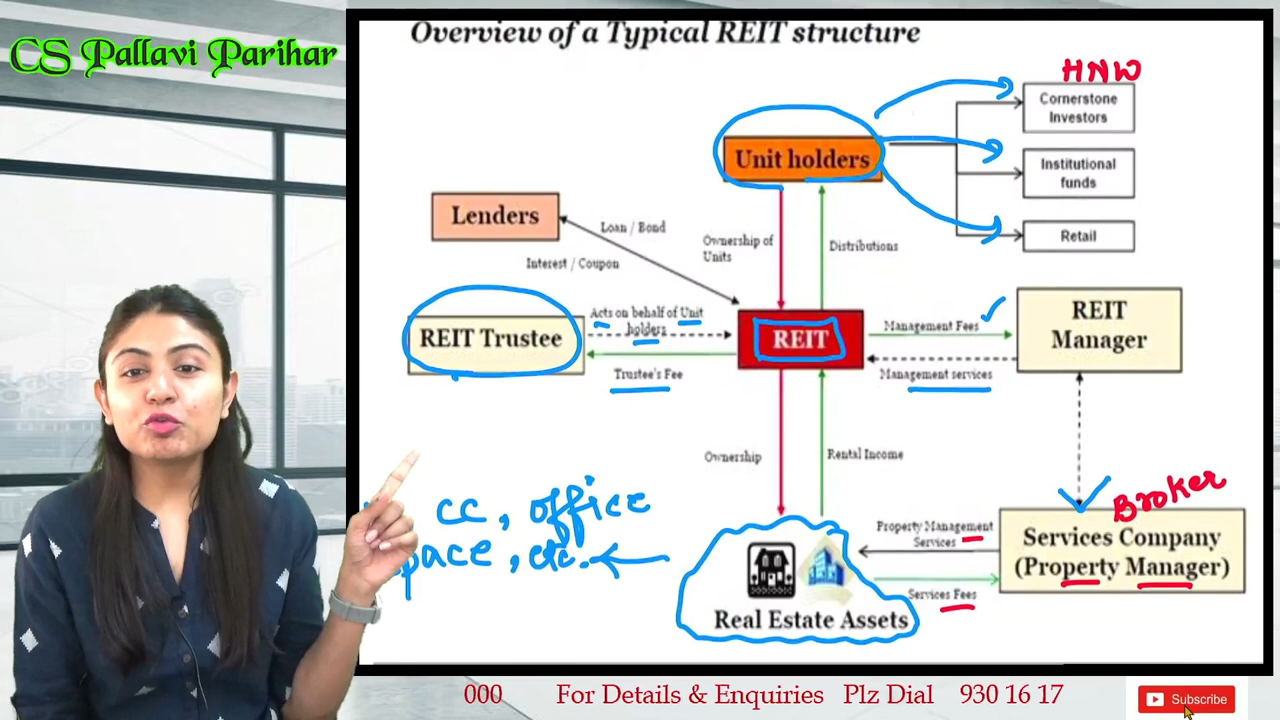 CS Pallavi Parihar
Overview of a Typical REIT structure
HNW
Cornerstone
Investors
Unit holders
Institutional
funds
Retail
Lenders
Loan / Bond
Interest / Coupon
Ownership of
Units
Distributions
REIT Trustee
Acts on behalf of Unit
holders
Trustee's Fee
REIT
Management Fees
Management services
REIT
Manager
Ownership
Rental Income
CC, office
pace, etc.
Broker
Property Management
Services
Services Fees
Services Company
(Property Manager)
Real Estate Assets
000 For Details & Enquiries Plz Dial 930 16 17
Subscribe